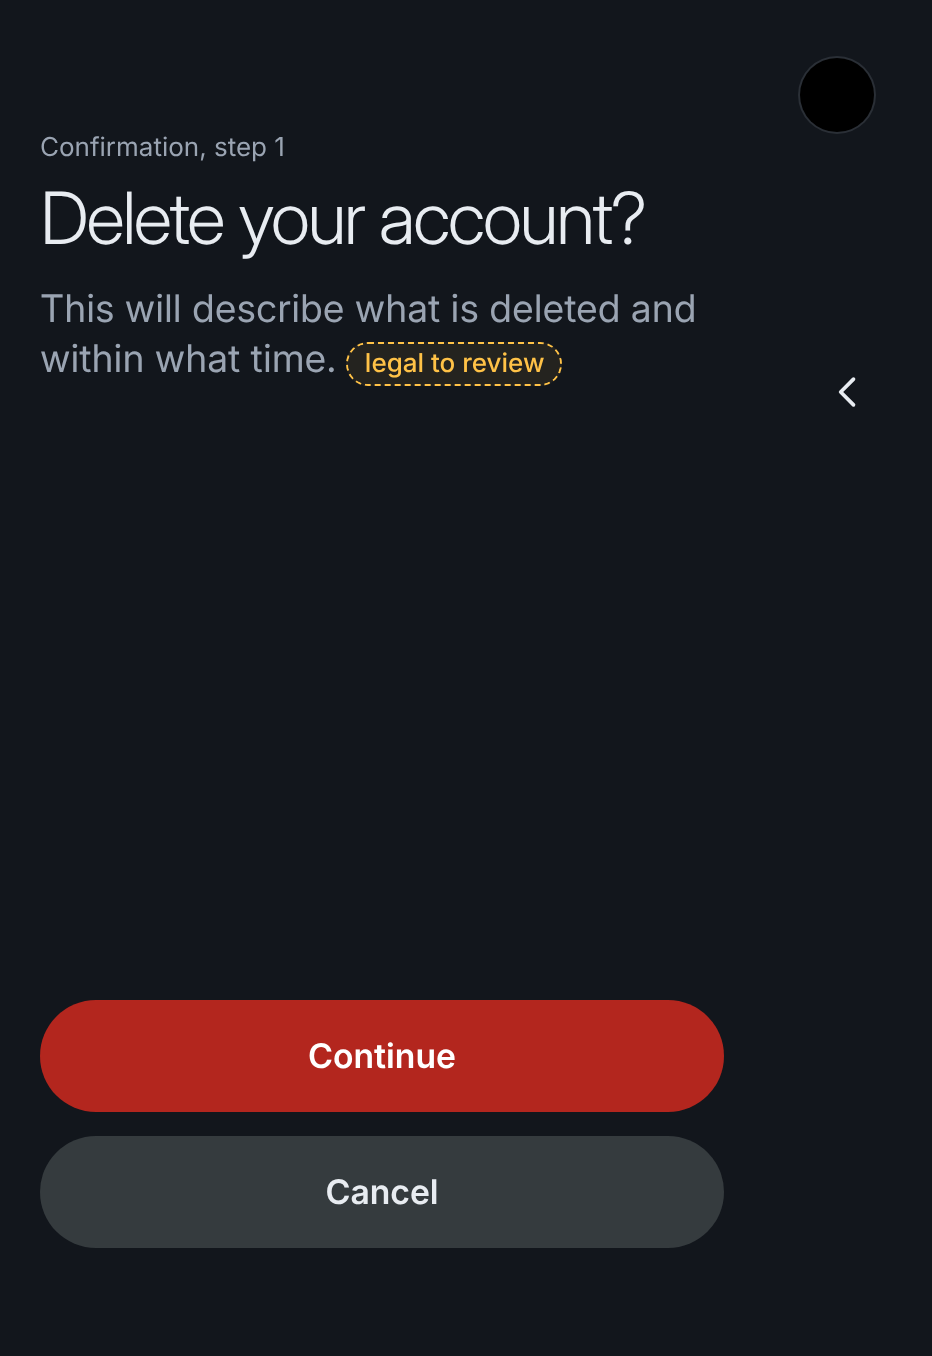 Confirmation, step 1
Delete your account?
This will describe what is deleted and
within what time. legal to review
Continue
Cancel